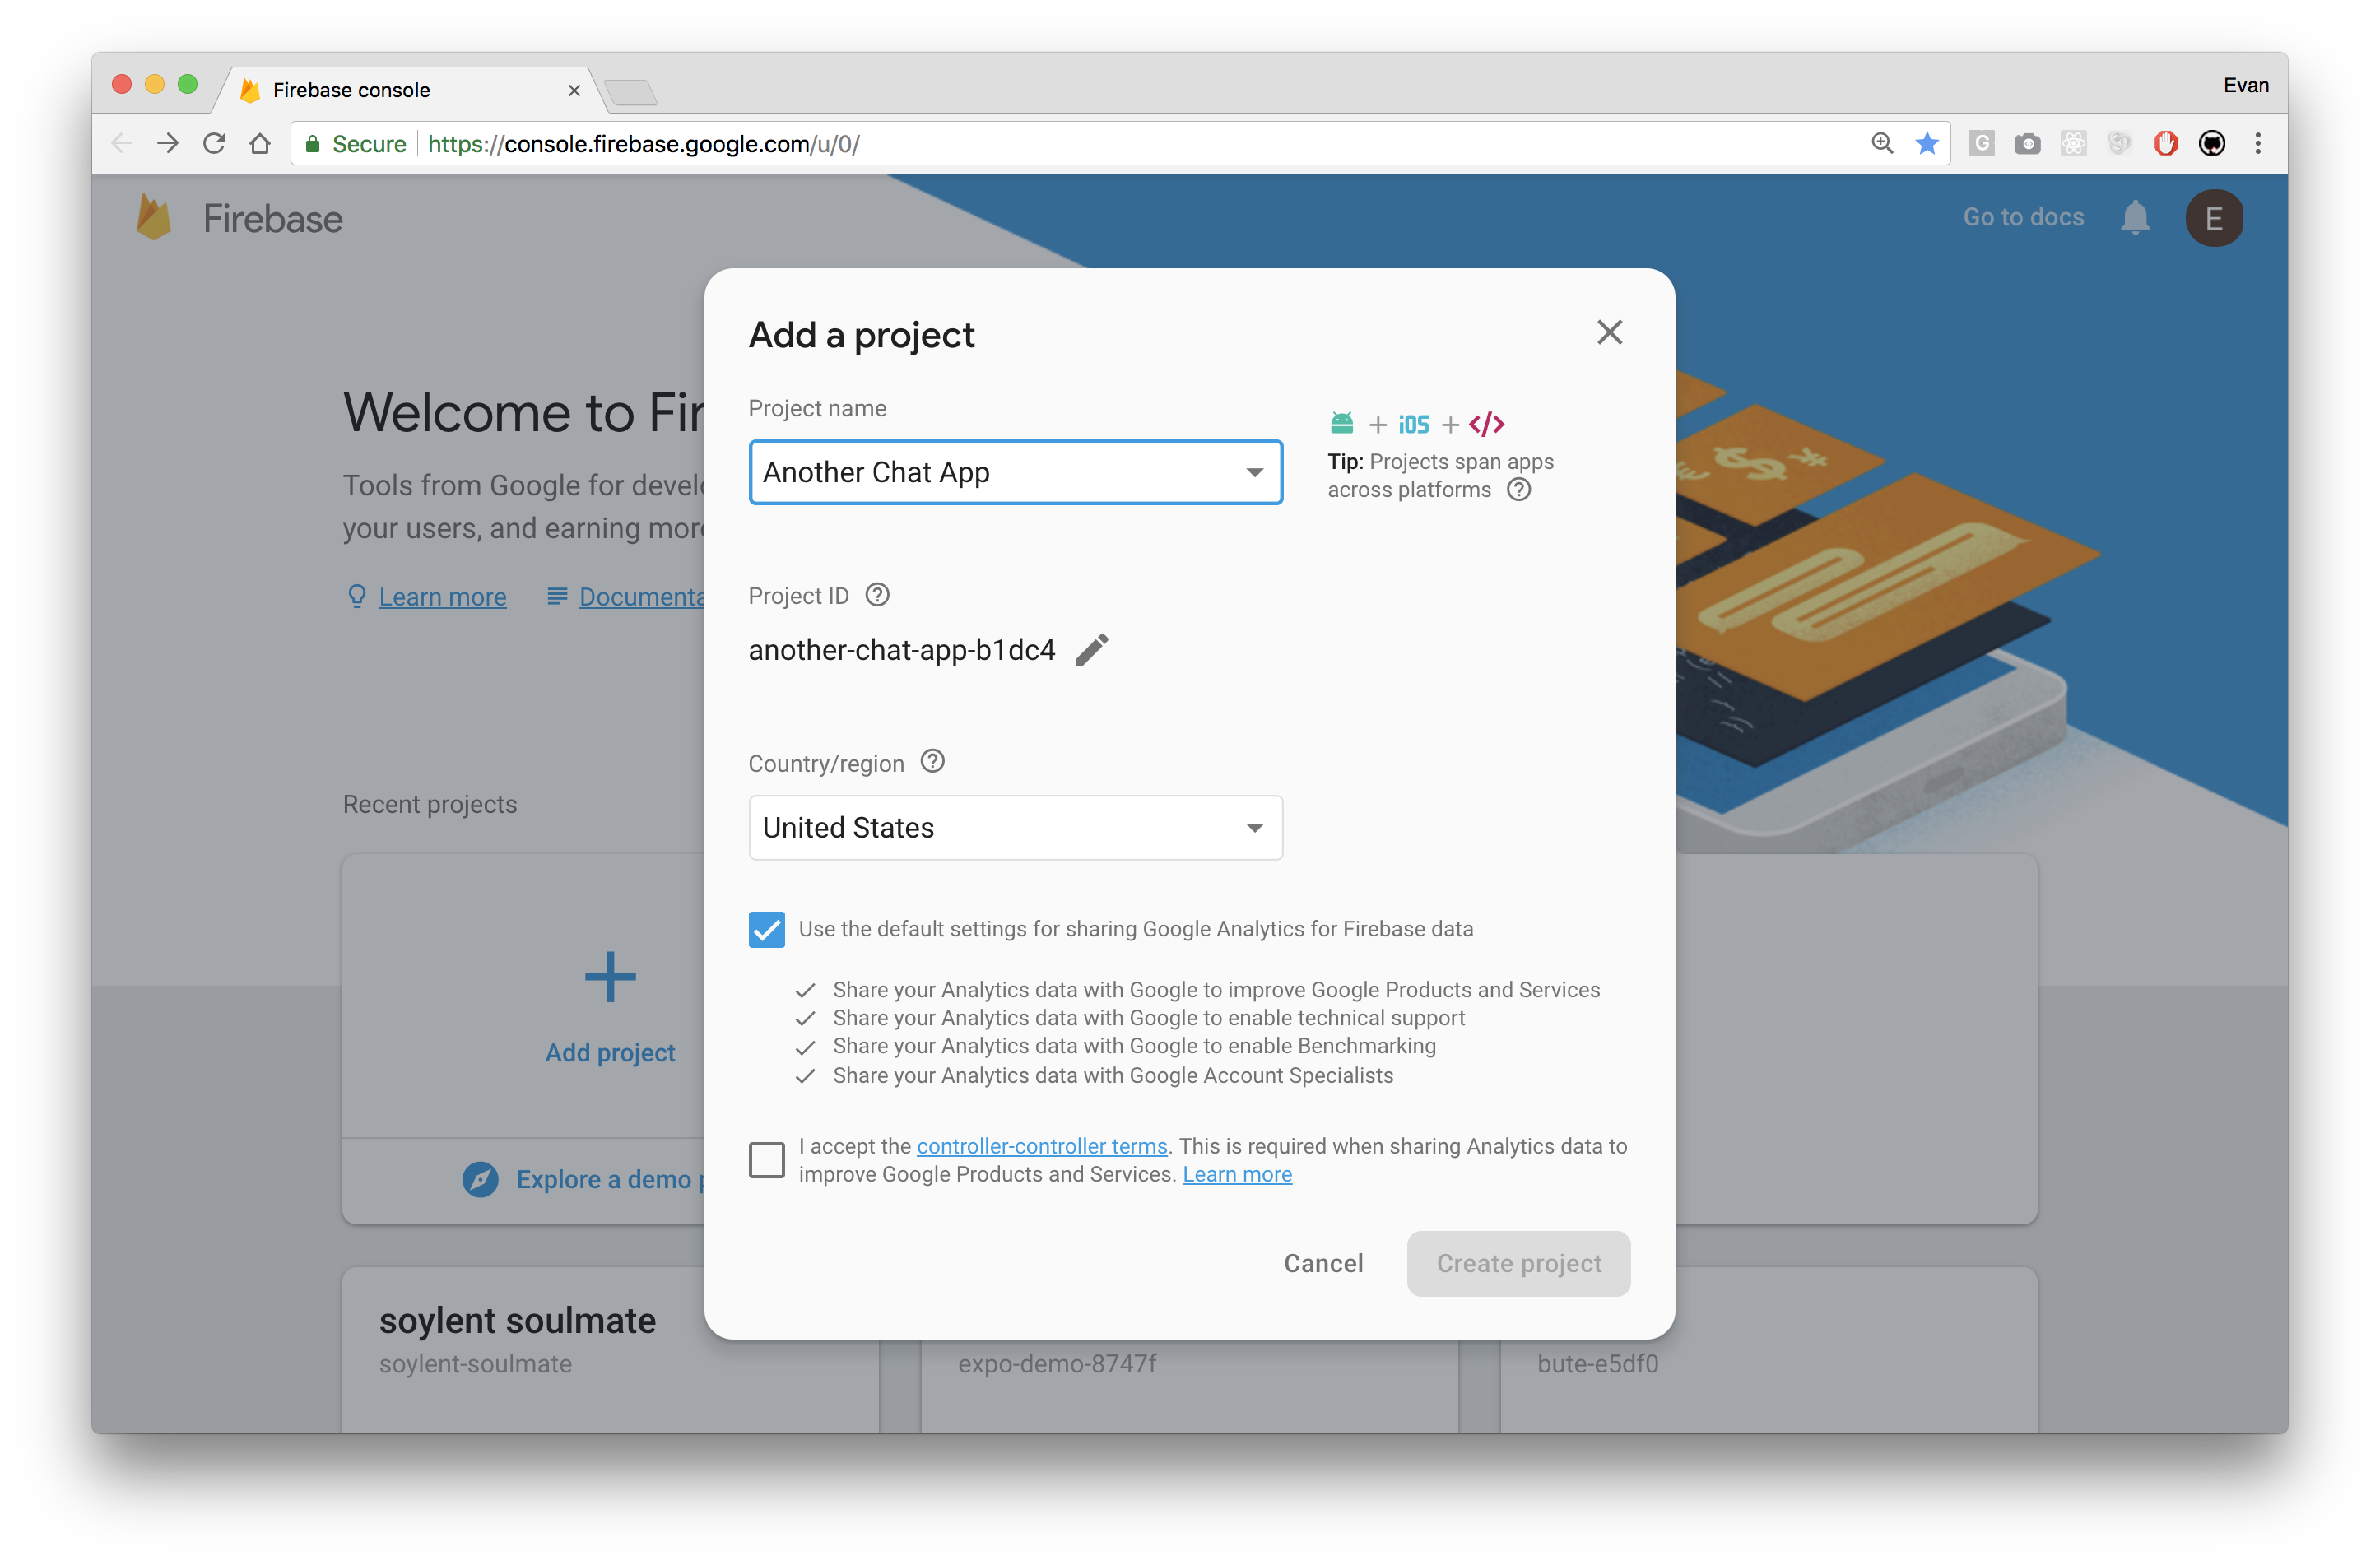 Firebase console
Evan
Secure
https://console.firebase.google.com/u/0/
G
Firebase
Go to docs
E
Welcome to Fir
Tools from Google for develo
your users, and earning more
Learn more
Documenta
Recent projects
Add project
Explore a demo p
soylent soulmate
soylent-soulmate
expo-demo-8747f
bute-e5df0
Add a project
Project name
Another Chat App
+ iOS + </>
Tip: Projects span apps
across platforms ?
Project ID ?
another-chat-app-b1dc4
Country/region ?
United States
Use the default settings for sharing Google Analytics for Firebase data
Share your Analytics data with Google to improve Google Products and Services
Share your Analytics data with Google to enable technical support
Share your Analytics data with Google to enable Benchmarking
Share your Analytics data with Google Account Specialists
I accept the controller-controller terms. This is required when sharing Analytics data to
improve Google Products and Services. Learn more
Cancel
Create project